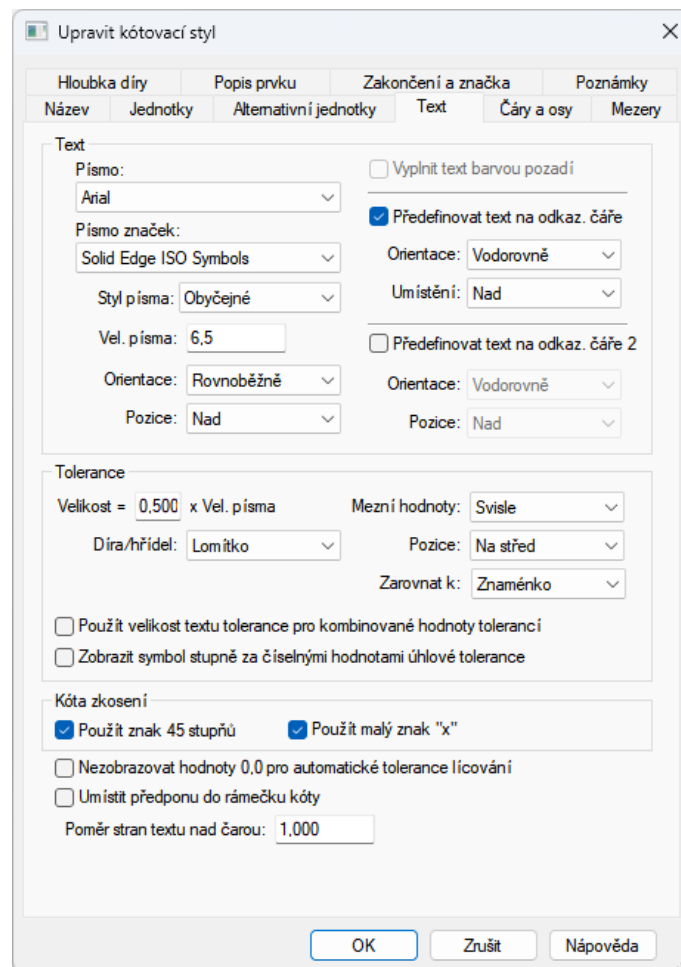 Upravit kótovací styl
Hloubka díry Popis prvku Zakončení a značka Poznámky
Název Jednotky Alternativní jednotky Text Čáry a osy Mezery
Text
Písmo:
Arial
Písmo značek:
Solid Edge ISO Symbols
Styl písma: Obyčejné
Vel. písma: 6,5
Orientace: Rovnoběžně
Pozice: Nad
Vyplnit text barvou pozadí
Předefinovat text na odkaz. čáře
Orientace: Vodorovně
Umístění: Nad
Předefinovat text na odkaz. čáře 2
Orientace: Vodorovně
Pozice: Nad
Tolerance
Velikost = 0,500 x Vel. písma
Díra/hřídel: Lomítko
Mezní hodnoty: Svisle
Pozice: Na střed
Zarovnat k: Znaménko
Použít velikost textu tolerance pro kombinované hodnoty tolerancí
Zobrazit symbol stupně za číselnými hodnotami úhlové tolerance
Kóta zkosení
Použít znak 45 stupňů Použít malý znak "x"
Nezobrazovat hodnoty 0,0 pro automatické tolerance lícování
Umístit předponu do rámečku kóty
Poměr stran textu nad čarou: 1,000
OK Zrušit Nápověda